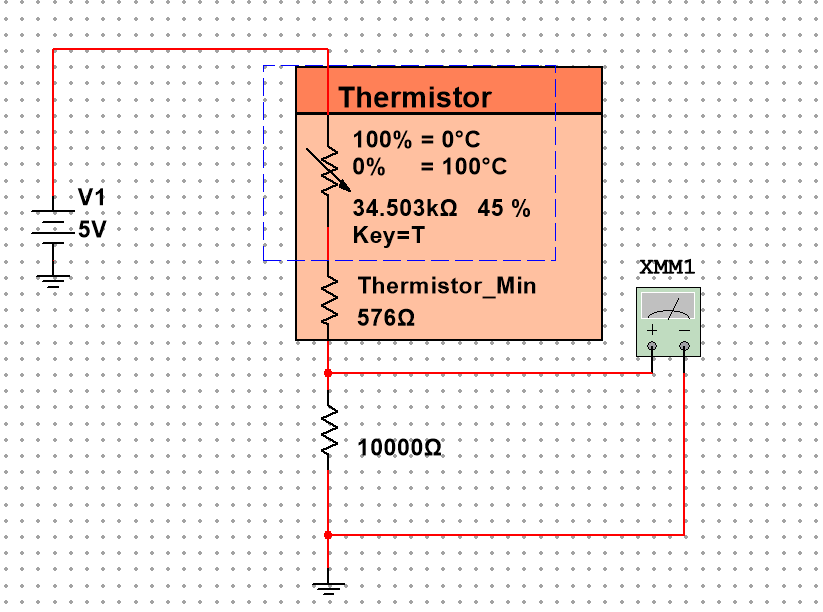 Thermistor
100% = 0°C
0% = 100°C
34.503kΩ 45 %
Key=T
V1
5V
Thermistor_Min
576Ω
XMM1
+ −
10000Ω